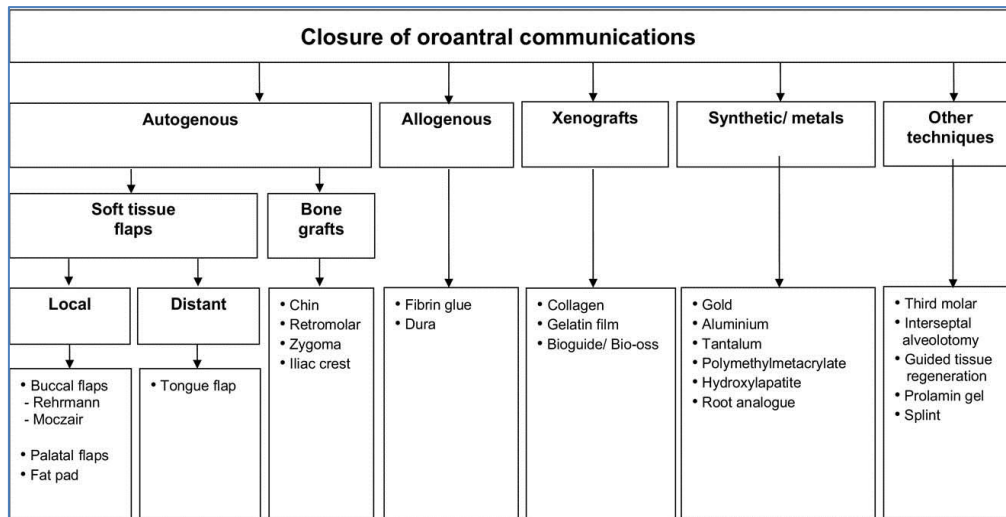 Closure of oroantral communications
Autogenous
Allogenous
Xenografts
Synthetic/ metals
Other
techniques
Soft tissue
flaps
Bone
grafts
Local
Distant
• Buccal flaps
- Rehrmann
- Moczair
• Palatal flaps
• Fat pad
• Tongue flap
• Chin
• Retromolar
• Zygoma
• Iliac crest
• Fibrin glue
• Dura
• Collagen
• Gelatin film
• Bioguide/ Bio-oss
• Gold
• Aluminium
• Tantalum
• Polymethylmetacrylate
• Hydroxylapatite
• Root analogue
• Third molar
• Interseptal
alveolotomy
• Guided tissue
regeneration
• Prolamin gel
• Splint